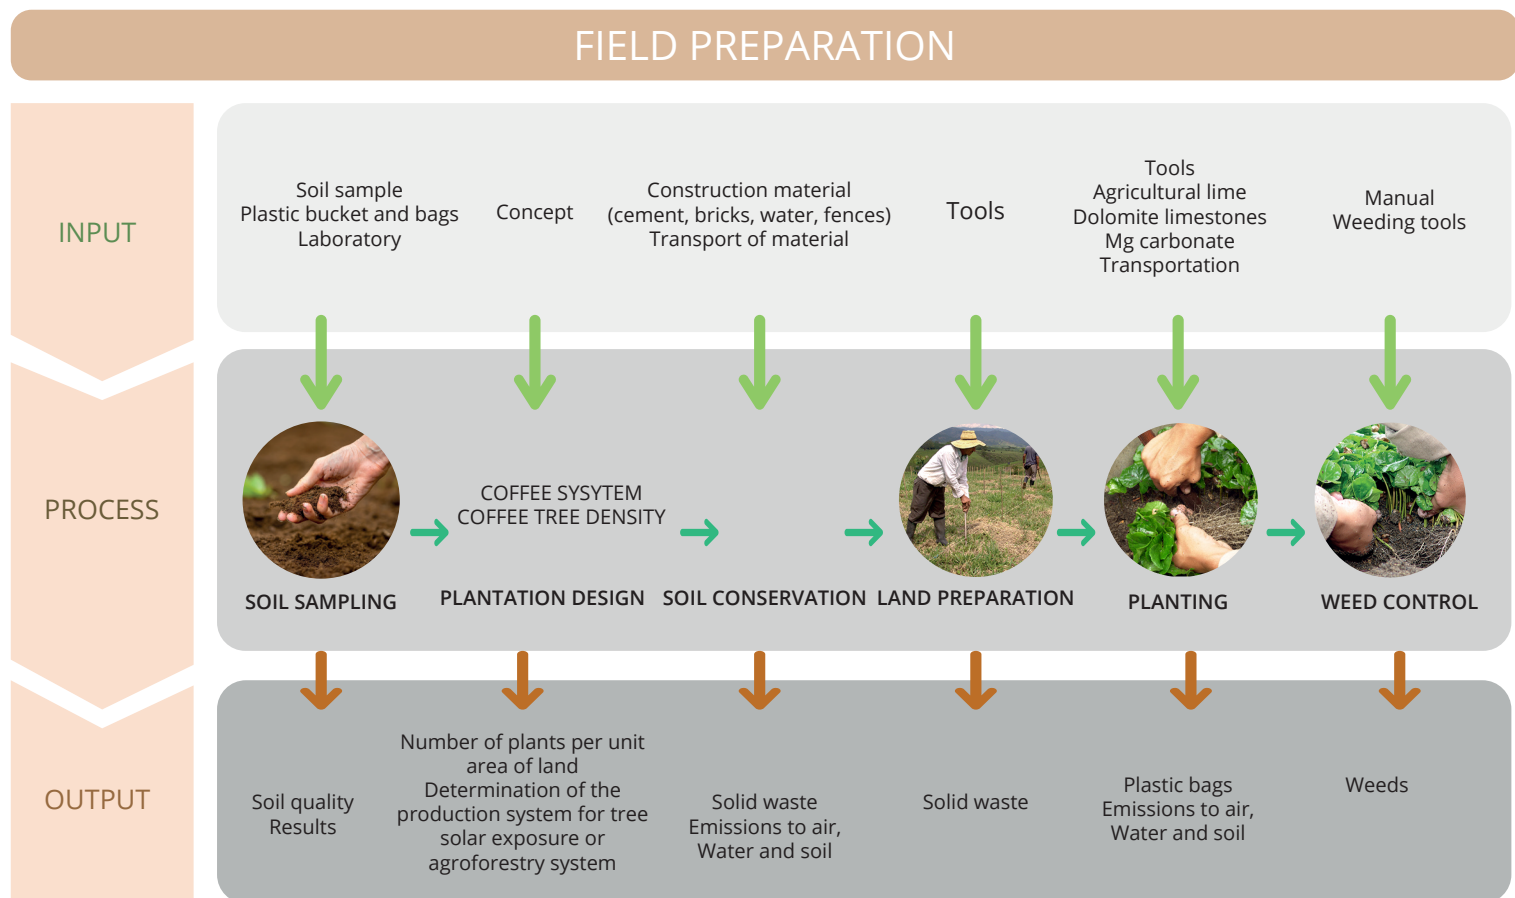 FIELD PREPARATION
INPUT
Soil sample
Plastic bucket and bags
Laboratory
Concept
Construction material
(cement, bricks, water, fences)
Transport of material
Tools
Tools
Agricultural lime
Dolomite limestones
Mg carbonate
Transportation
Manual
Weeding tools
PROCESS
SOIL SAMPLING
COFFEE SYSYTEM
COFFEE TREE DENSITY
PLANTATION DESIGN
SOIL CONSERVATION
LAND PREPARATION
PLANTING
WEED CONTROL
OUTPUT
Soil quality
Results
Number of plants per unit
area of land
Determination of the
production system for tree
solar exposure or
agroforestry system
Solid waste
Emissions to air,
Water and soil
Solid waste
Plastic bags
Emissions to air,
Water and soil
Weeds